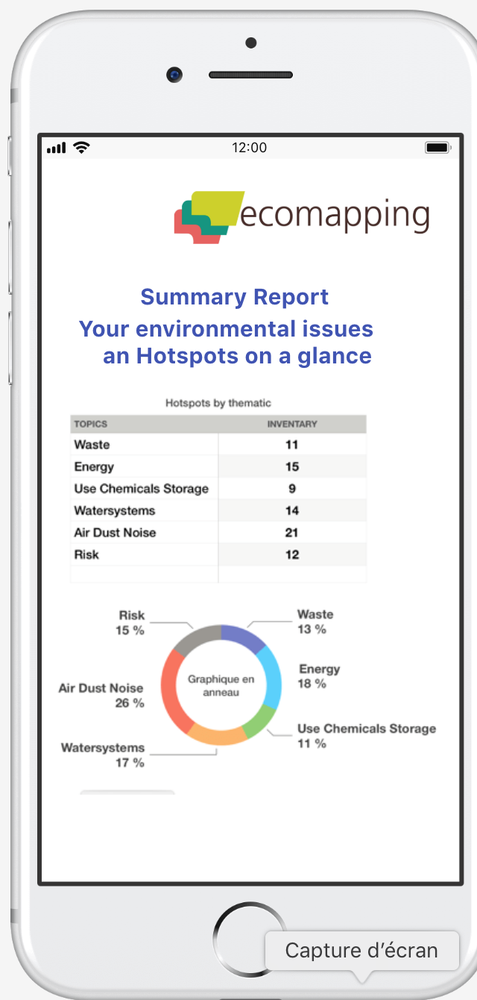 12:00
ecomapping
Summary Report
Your environmental issues
an Hotspots on a glance
Hotspots by thematic
TOPICS INVENTORY
Waste 11
Energy 15
Use Chemicals Storage 9
Watersystems 14
Air Dust Noise 21
Risk 12
Risk
15 %
Waste
13 %
Energy
18 %
Graphique en
anneau
Air Dust Noise
26 %
Use Chemicals Storage
11 %
Watersystems
17 %
Capture d’écran